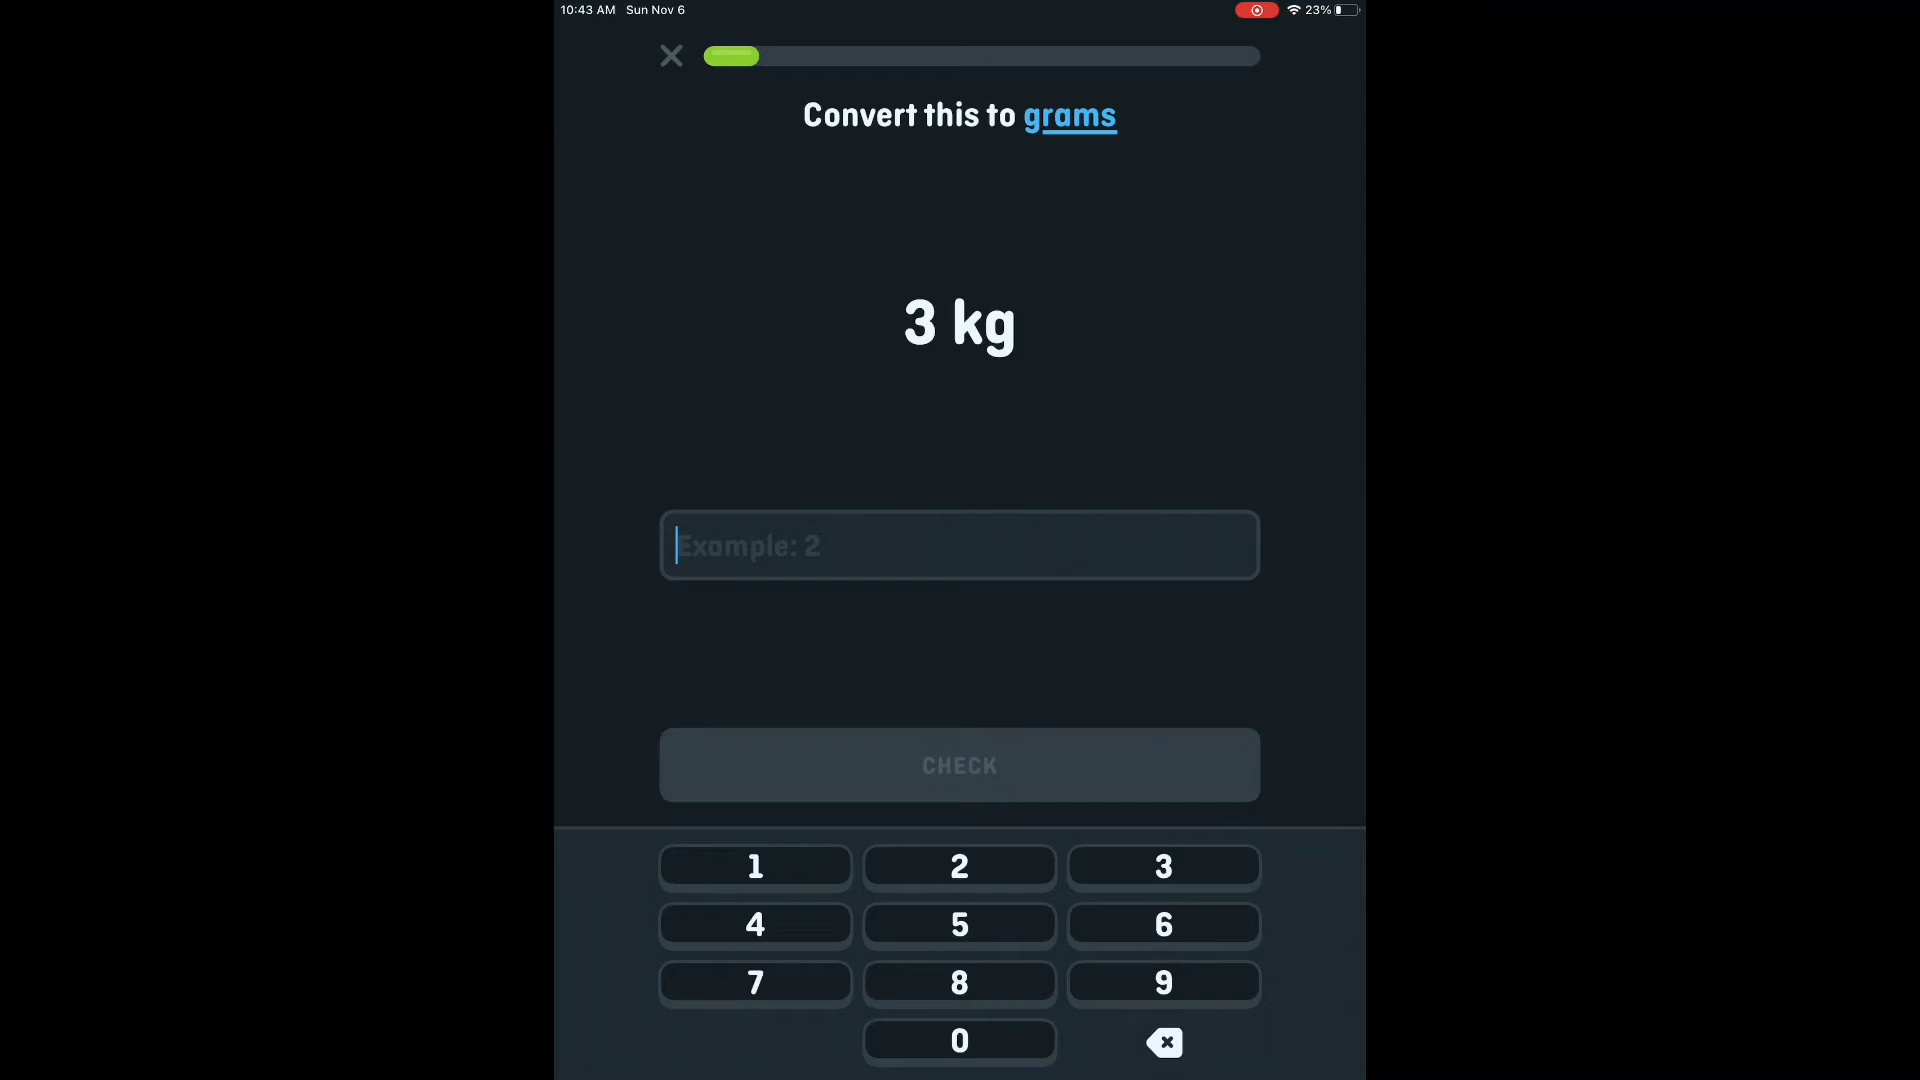 10:43 AM Sun Nov 6
23%
Convert this to grams
3 kg
Example: 2
CHECK
1 2 3
4 5 6
7 8 9
0